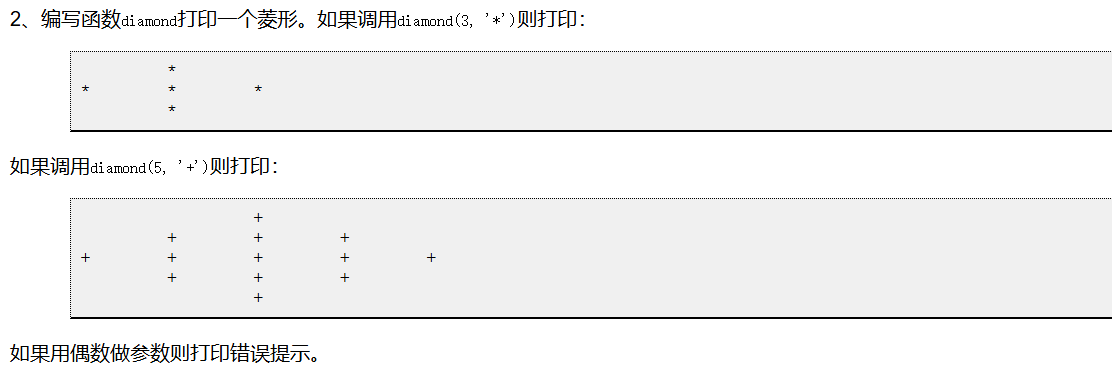 2、编写函数diamond打印一个菱形。如果调用diamond(3, '*')则打印：
*
* * *
*
如果调用diamond(5, '+')则打印：
+
+ + +
+ + + + +
+ + +
+
如果用偶数做参数则打印错误提示。